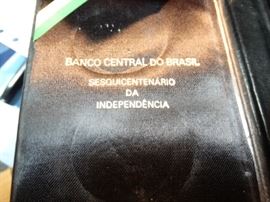 BANCO CENTRAL DO BRASIL
SESQUICENTENÁRIO
DA
INDEPENDÊNCIA